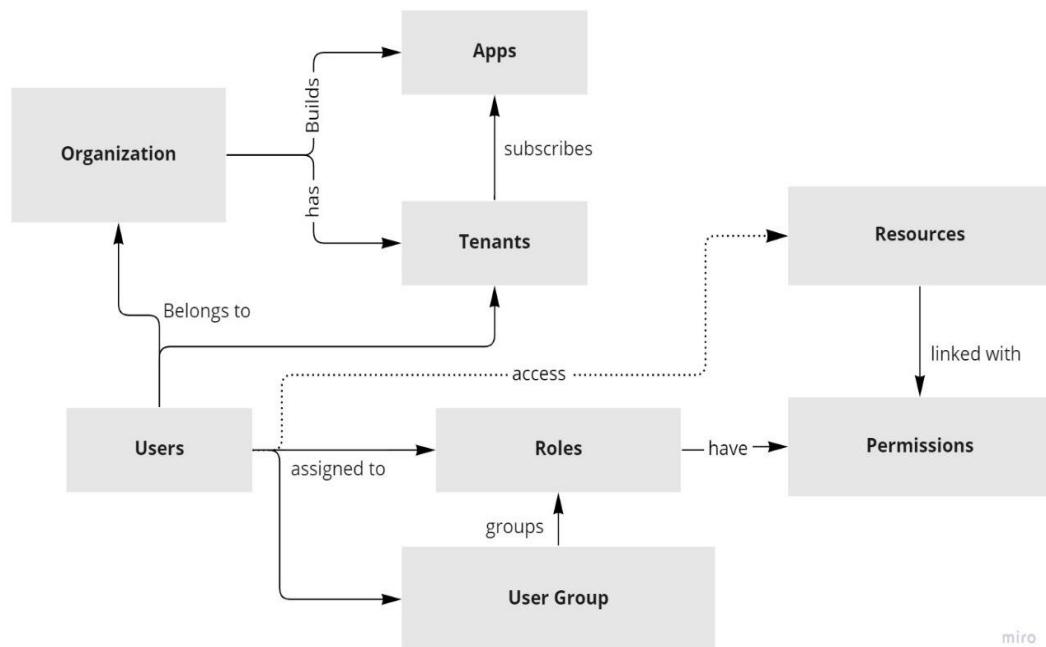 Apps
Builds
Organization
subscribes
has
Tenants
Resources
Belongs to
linked with
access
Users
assigned to
Roles
have
Permissions
groups
User Group
miro